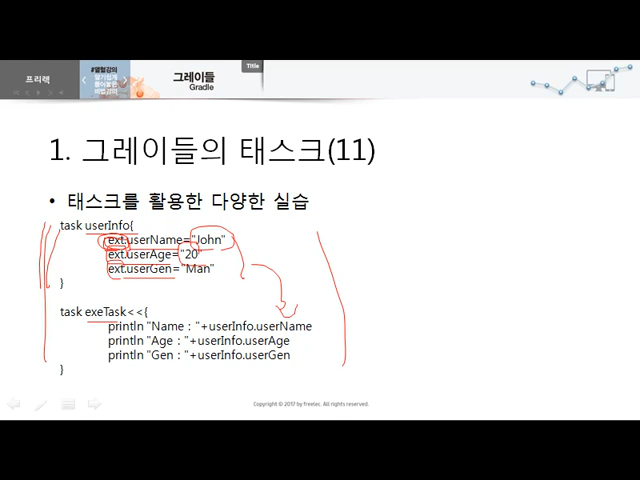 프리렉
#열혈강의
그레이들
Gradle
Title
1. 그레이들의 태스크(11)
• 태스크를 활용한 다양한 실습
task userInfo{
ext.userName="John"
ext.userAge="20"
ext.userGen="Man"
}
task exeTask<<{
println "Name : "+userInfo.userName
println "Age : "+userInfo.userAge
println "Gen : "+userInfo.userGen
}
Copyright © 2017 by freelec. All rights reserved.